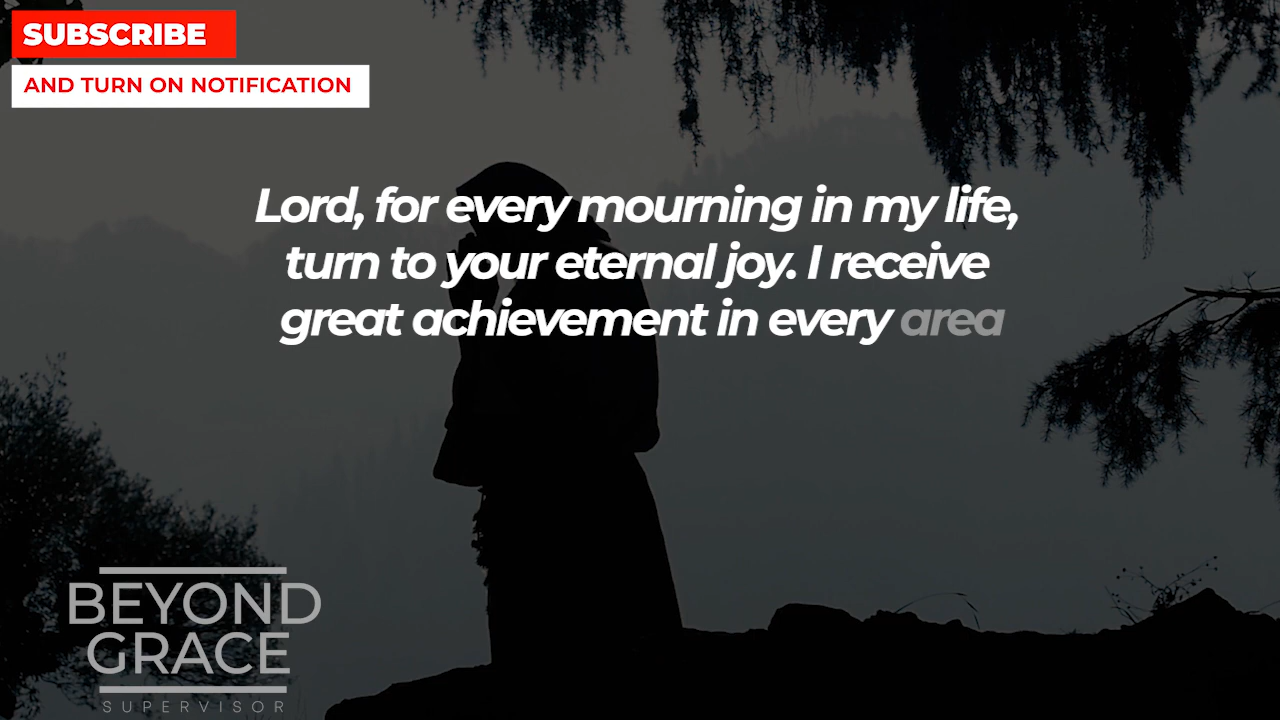 SUBSCRIBE
AND TURN ON NOTIFICATION
Lord, for every mourning in my life,
turn to your eternal joy. I receive
great achievement in every area
BEYOND
GRACE
SUPERVISOR